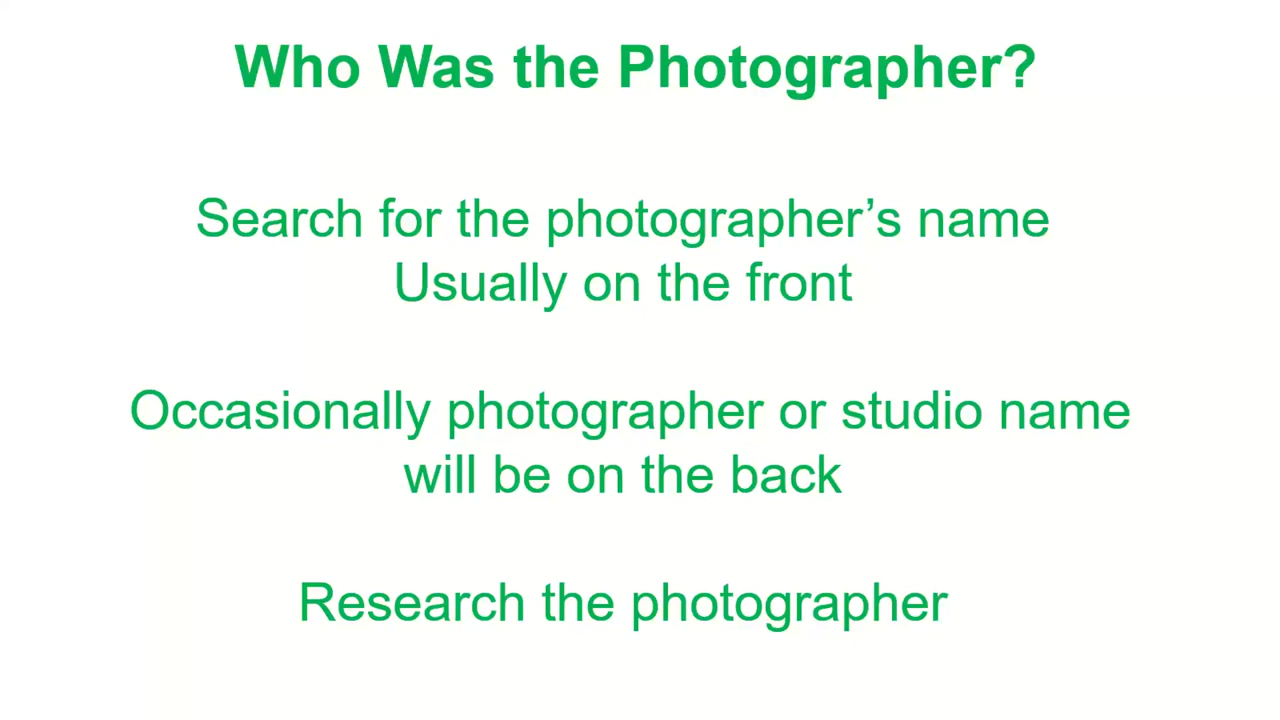 Who Was the Photographer?
Search for the photographer’s name
Usually on the front
Occasionally photographer or studio name
will be on the back
Research the photographer